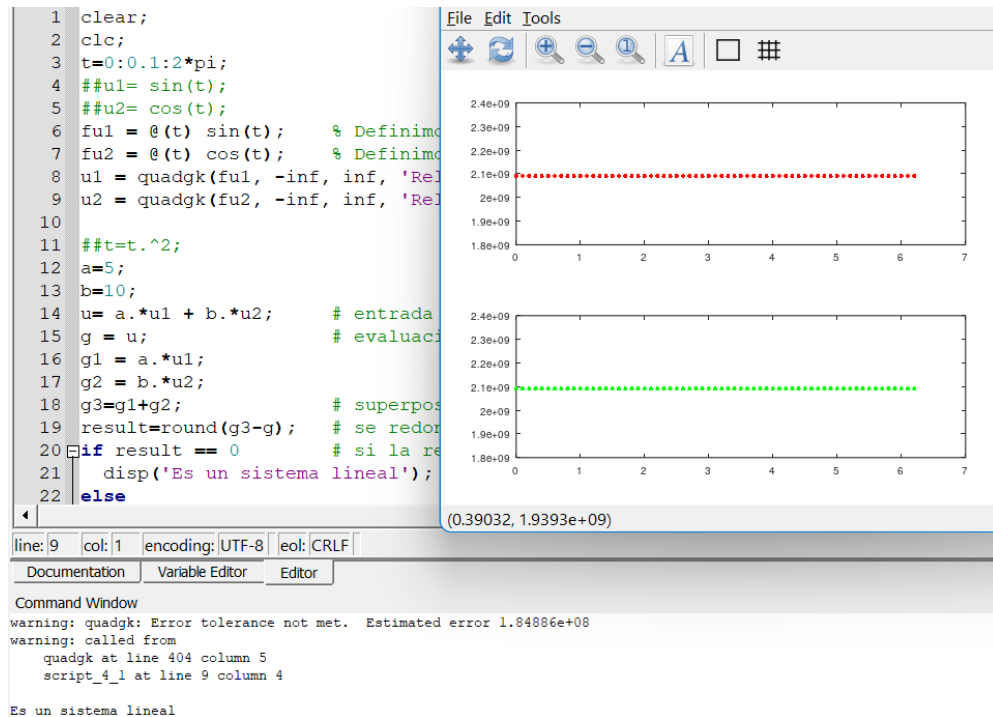 1 clear;
2 clc;
3 t=0:0.1:2*pi;
4 ##u1= sin(t);
5 ##u2= cos(t);
6 fu1 = @(t) sin(t); % Definimo
7 fu2 = @(t) cos(t); % Definimo
8 u1 = quadgk(fu1, -inf, inf, 'Rel
9 u2 = quadgk(fu2, -inf, inf, 'Rel
10
11 ##t=t.^2;
12 a=5;
13 b=10;
14 u= a.*u1 + b.*u2; # entrada
15 g = u; # evaluaci
16 g1 = a.*u1;
17 g2 = b.*u2;
18 g3=g1+g2; # superpos
19 result=round(g3-g); # se redor
20 if result == 0 # si la re
21 disp('Es un sistema lineal');
22 else
line: 9 col: 1 encoding: UTF-8 eol: CRLF
Documentation Variable Editor Editor
Command Window
warning: quadgk: Error tolerance not met. Estimated error 1.84886e+08
warning: called from
quadgk at line 404 column 5
script_4_1 at line 9 column 4
Es un sistema lineal
File Edit Tools
A
2.4e+09
2.3e+09
2.2e+09
2.1e+09
2e+09
1.9e+09
1.8e+09
0 1 2 3 4 5 6 7
2.4e+09
2.3e+09
2.2e+09
2.1e+09
2e+09
1.9e+09
1.8e+09
0 1 2 3 4 5 6 7
(0.39032, 1.9393e+09)